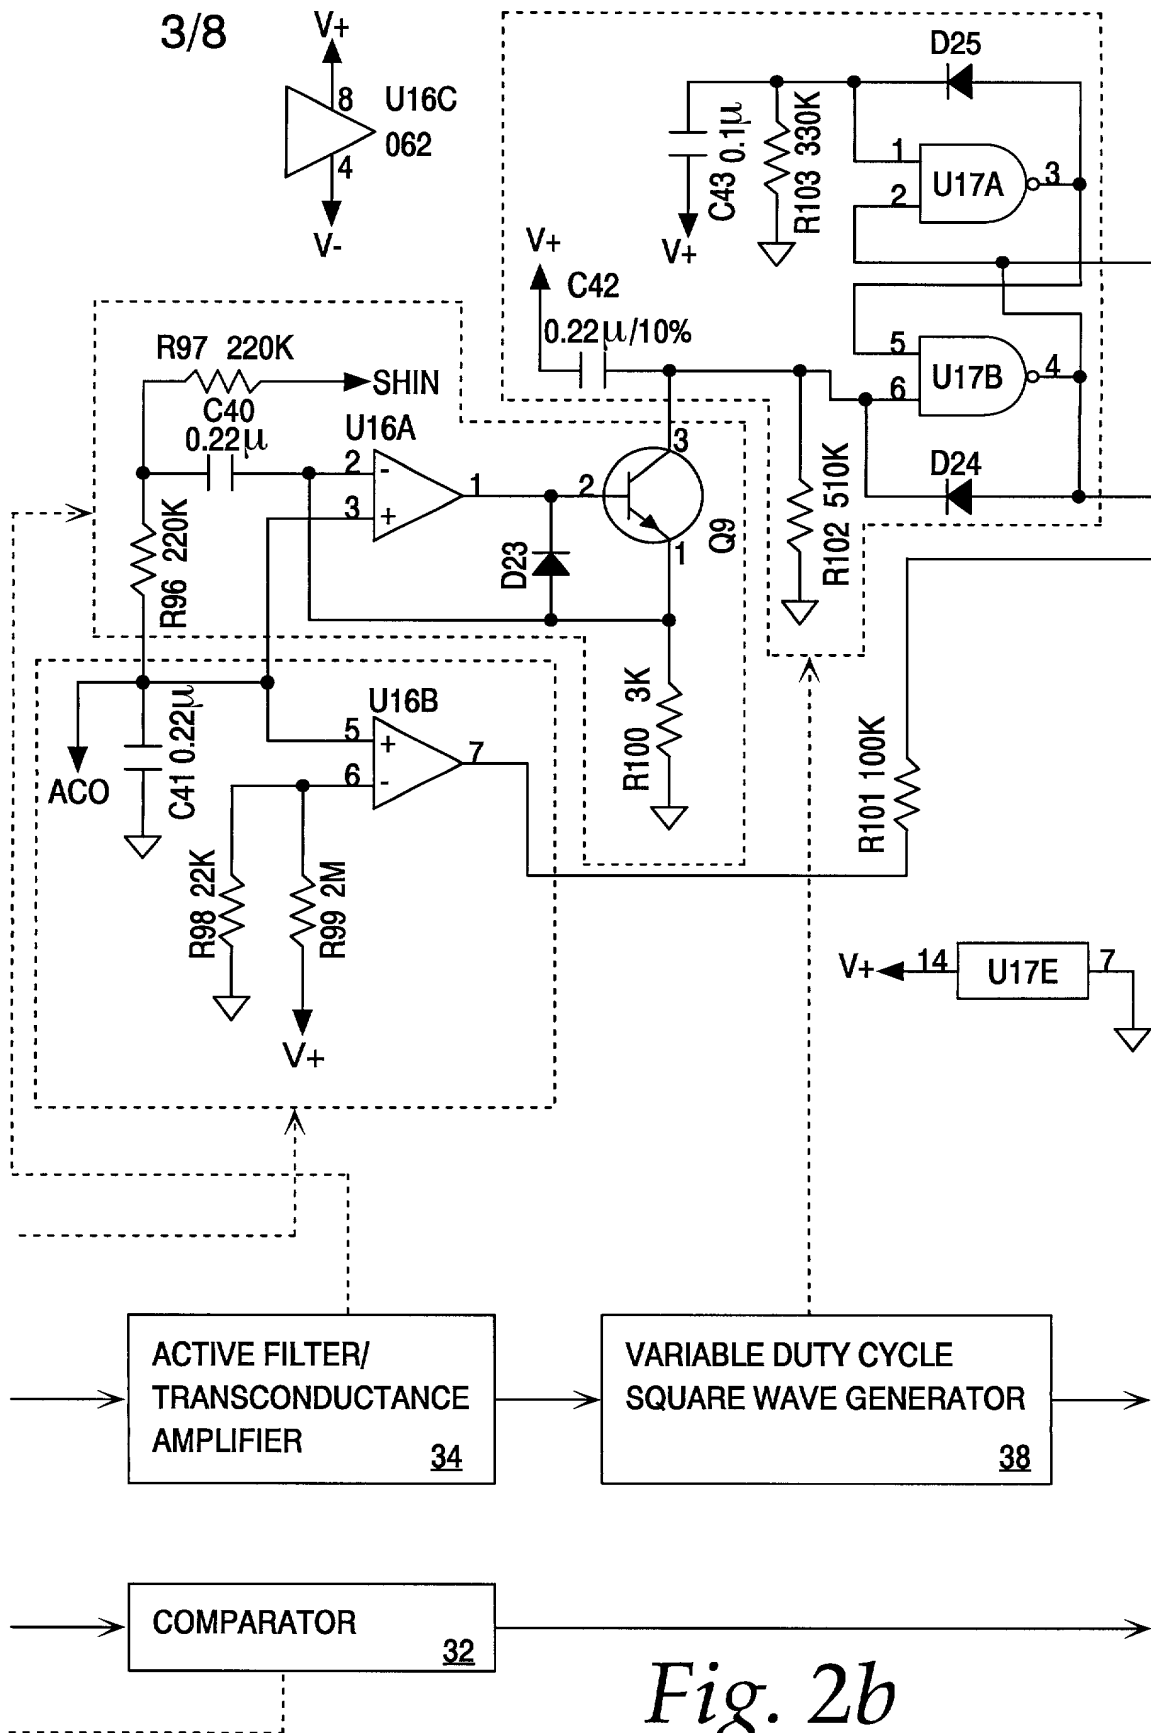 3/8
V+
8
U16C
062
4
V-
D25
C43 0.1µ
V+
R103 330K
1
2
U17A
3
V+
C42
0.22µ/10%
5
6
U17B
4
D24
R97 220K
SHIN
C40
0.22µ
U16A
2
-
3
+
1
2
3
1
Q9
D23
R96 220K
R102 510K
R100 3K
ACO
C41 0.22µ
U16B
5
+
6
-
7
R98 22K
R99 2M
V+
R101 100K
V+
14
U17E
7
ACTIVE FILTER/
TRANSCONDUCTANCE
AMPLIFIER
34
VARIABLE DUTY CYCLE
SQUARE WAVE GENERATOR
38
COMPARATOR
32
Fig. 2b